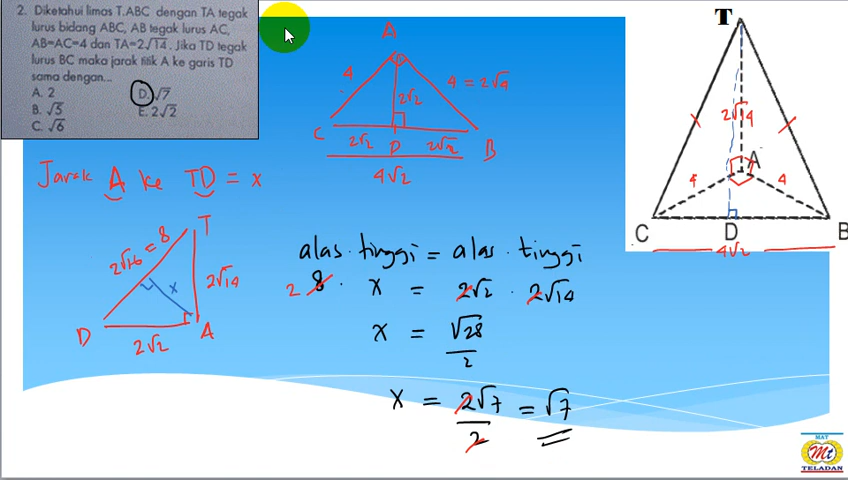 2. Diketahui limas T.ABC dengan TA tegak
lurus bidang ABC, AB tegak lurus AC,
AB=AC=4 dan TA=2√14. Jika TD tegak
lurus BC maka jarak titik A ke garis TD
sama dengan...
A. 2
D. √7
B. √5
E. 2√2
C. √6
A
4
2√2
4 = 2√4
C
2√2
D
2√2
B
4√2
T
2√14
A
4
4
C
D
B
4√2
Jarak A ke TD = x
T
2√16 = 8
x
2√14
D
A
2√2
alas . tinggi = alas . tinggi
2 8 . x = 2√2 . 2√14
x = √28
2
x = 2√7 = √7
2
MAT
Mt
TELADAN